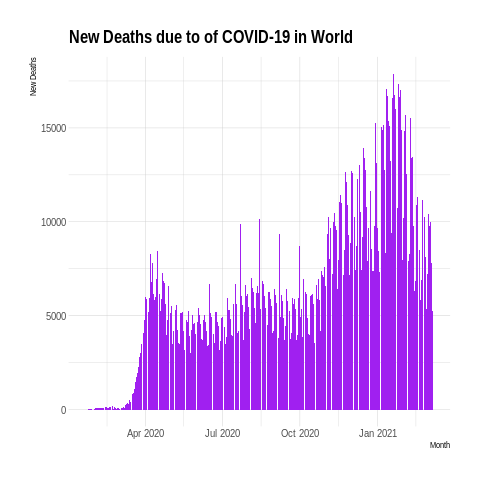 New Deaths due to of COVID-19 in World
New Deaths
15000
10000
5000
0
Apr 2020
Jul 2020
Oct 2020
Jan 2021
Month